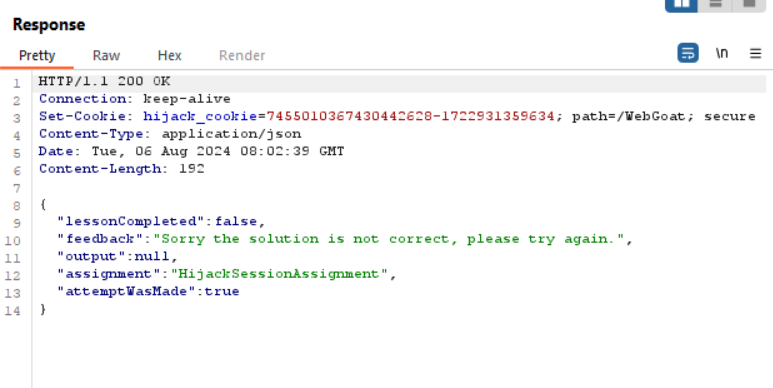 Response
Pretty Raw Hex Render \n
1 HTTP/1.1 200 OK
2 Connection: keep-alive
3 Set-Cookie: hijack_cookie=7455010367430442628-1722931359634; path=/WebGoat; secure
4 Content-Type: application/json
5 Date: Tue, 06 Aug 2024 08:02:39 GMT
6 Content-Length: 192
7
8 {
9 "lessonCompleted":false,
10 "feedback":"Sorry the solution is not correct, please try again.",
11 "output":null,
12 "assignment":"HijackSessionAssignment",
13 "attemptWasMade":true
14 }